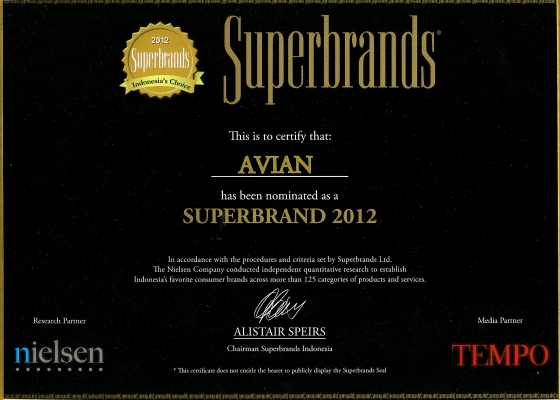 2012
Superbrands
Indonesia's Choice
Superbrands®
This is to certify that:
AVIAN
has been nominated as a
SUPERBRAND 2012
In accordance with the procedures and criteria set by Superbrands Ltd.
The Nielsen Company conducted independent quantitative research to establish
Indonesia's favorite consumer brands across more than 125 categories of products and services.
ALISTAIR SPEIRS
Chairman Superbrands Indonesia
Research Partner
nielsen
Media Partner
TEMPO
* This certificate does not entitle the bearer to publicly display the Superbrands Seal